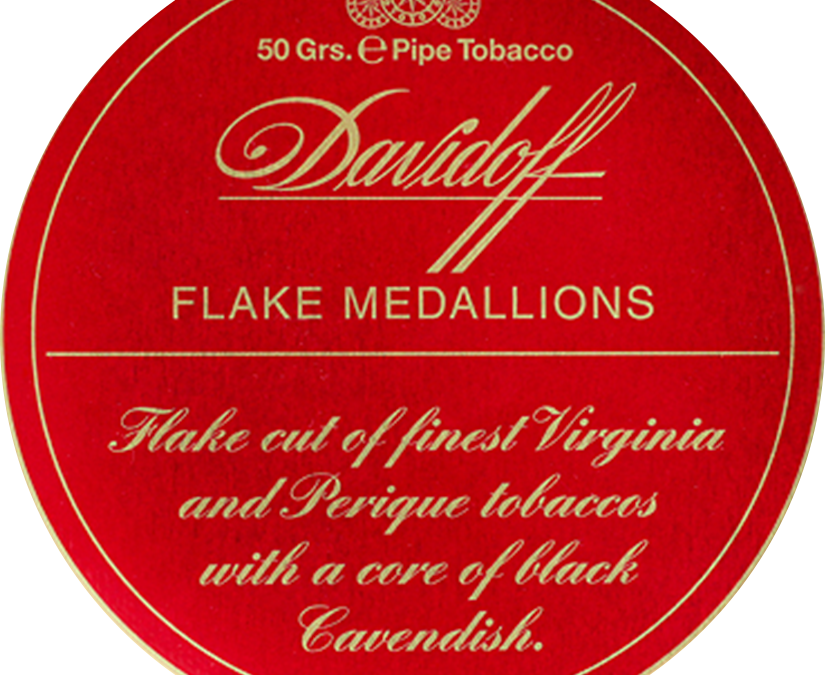 50 Grs. ℮ Pipe Tobacco
Davidoff
FLAKE MEDALLIONS
Flake cut of finest Virginia
and Perique tobaccos
with a core of black
Cavendish.